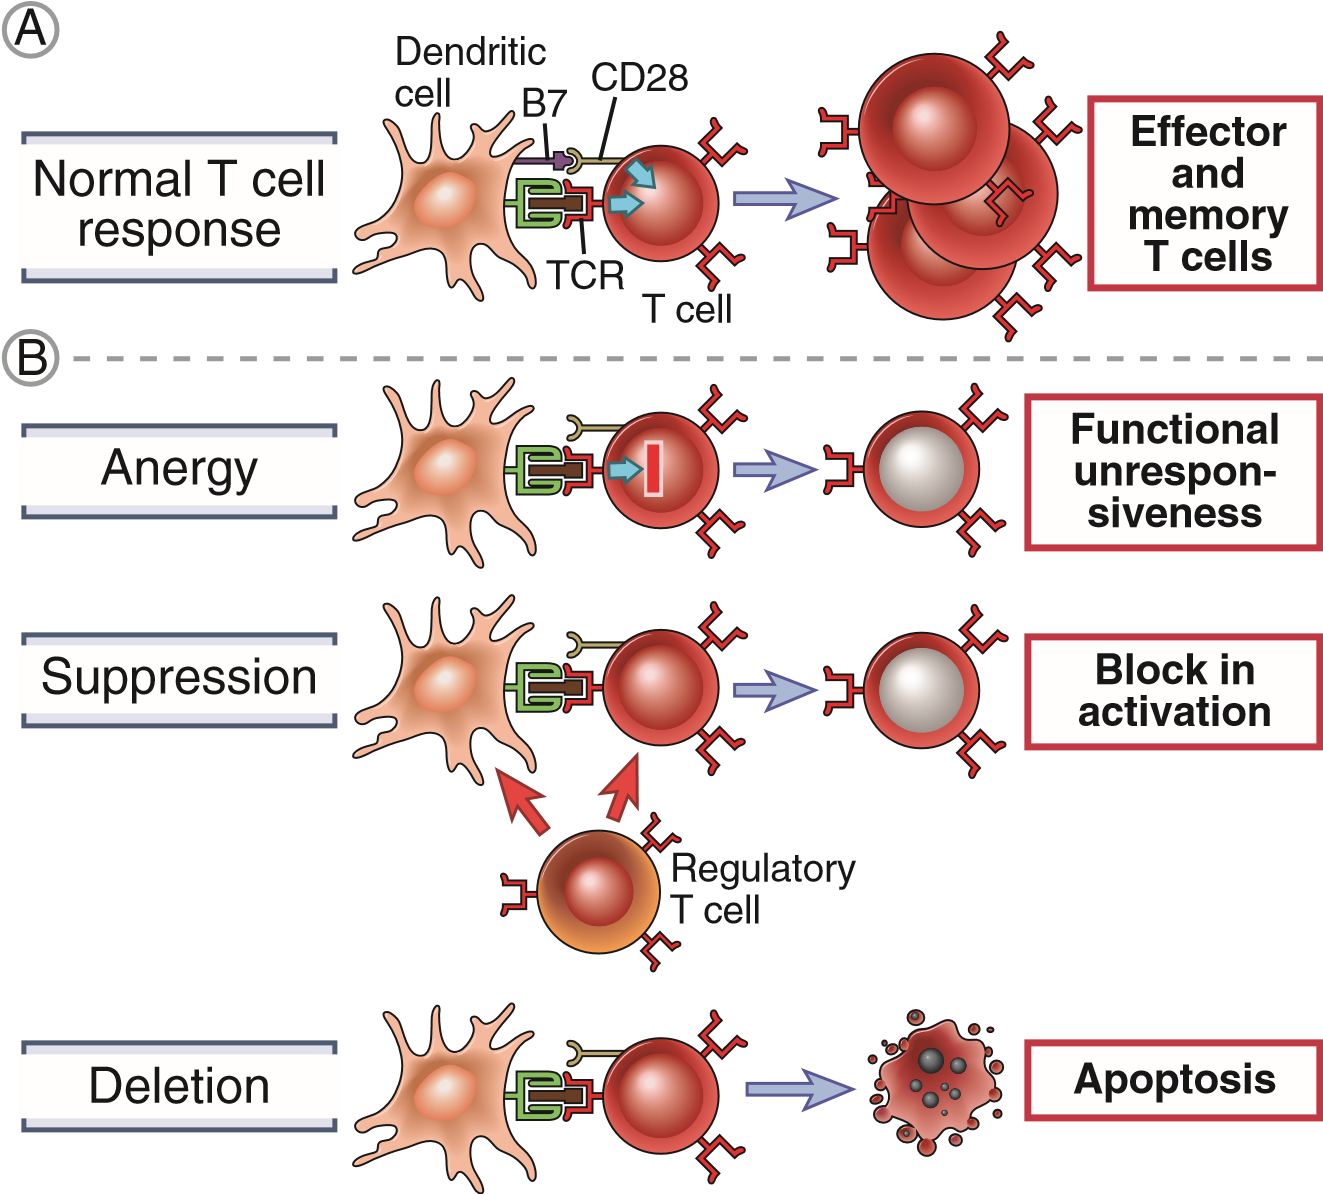 A
Dendritic
cell
B7
CD28
Normal T cell
response
TCR
T cell
Effector
and
memory
T cells
B
Anergy
Functional
unrespon-
siveness
Suppression
Block in
activation
Regulatory
T cell
Deletion
Apoptosis